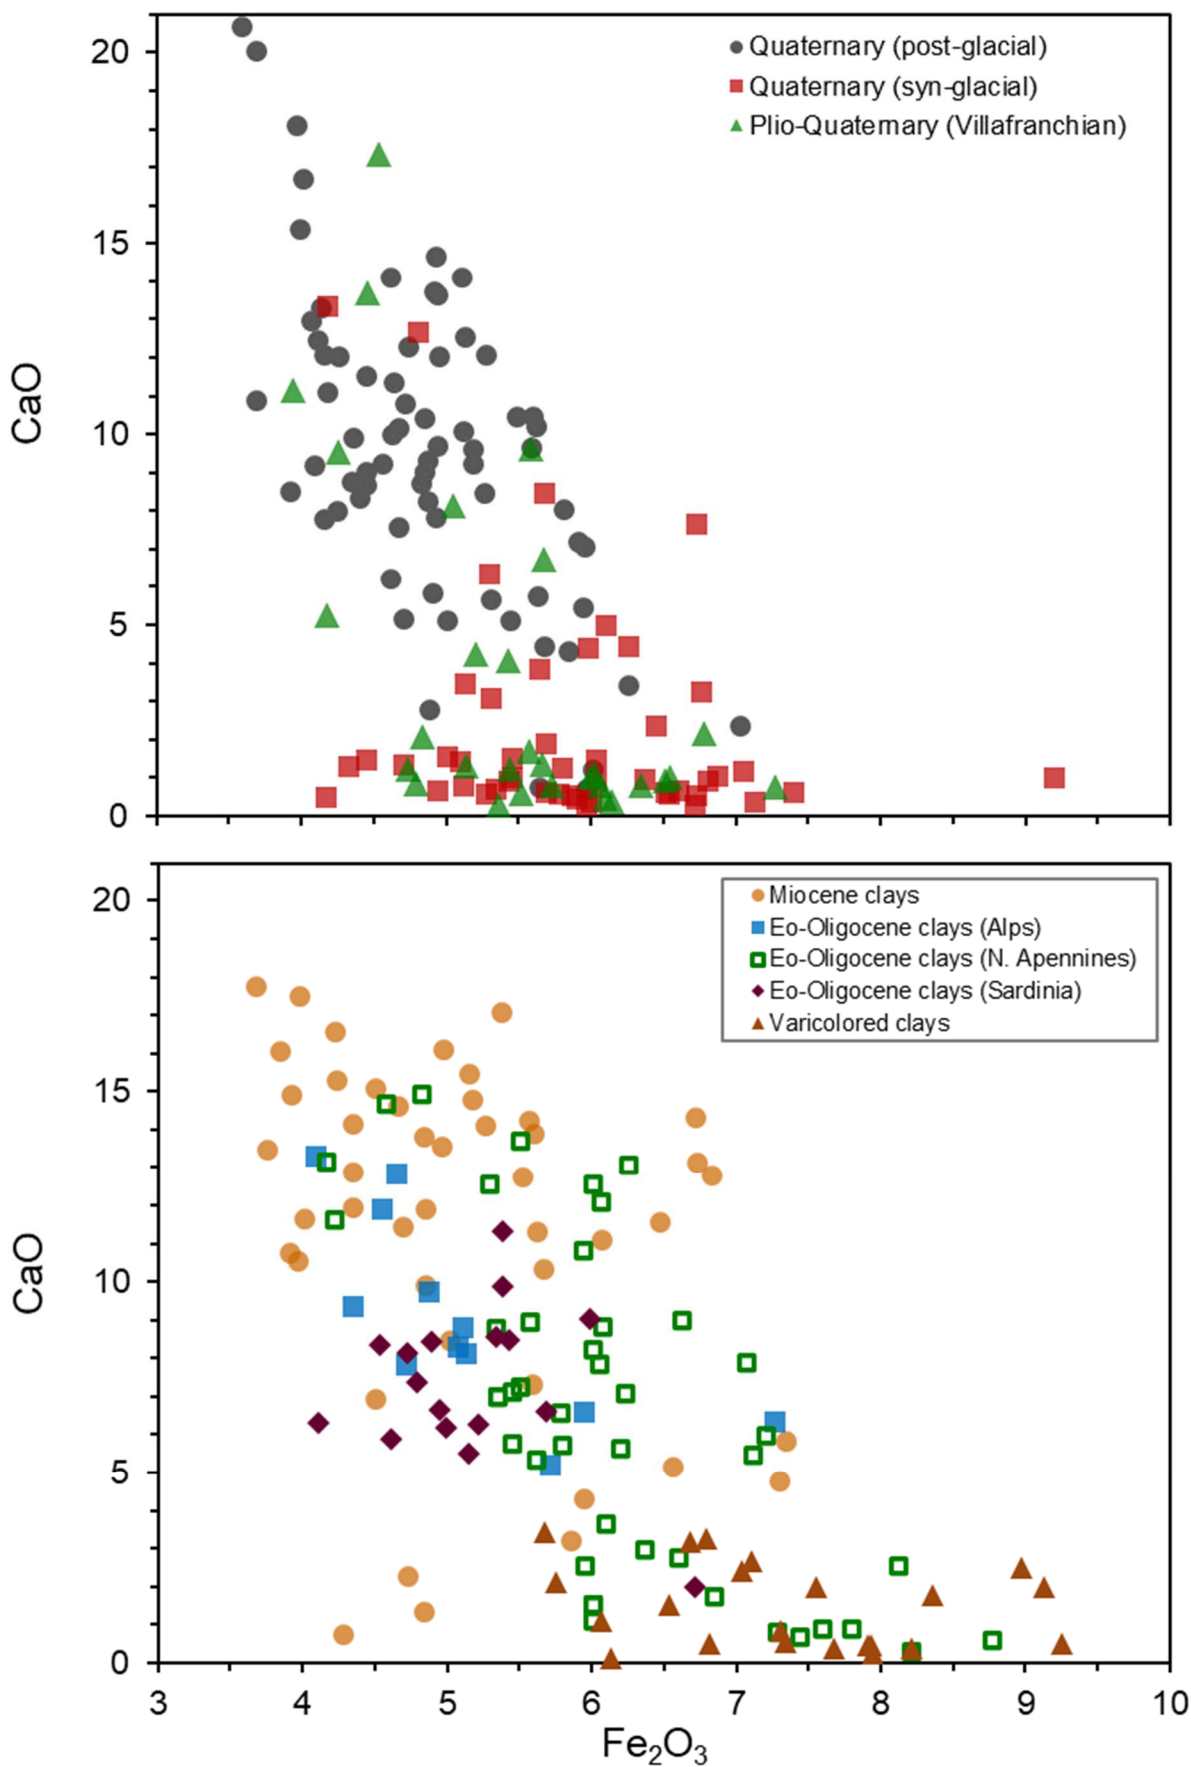 20
15
10
5
0
CaO
Quaternary (post-glacial)
Quaternary (syn-glacial)
Plio-Quaternary (Villafranchian)
20
15
10
5
0
CaO
Miocene clays
Eo-Oligocene clays (Alps)
Eo-Oligocene clays (N. Apennines)
Eo-Oligocene clays (Sardinia)
Varicolored clays
3 4 5 6 7 8 9 10
Fe₂O₃